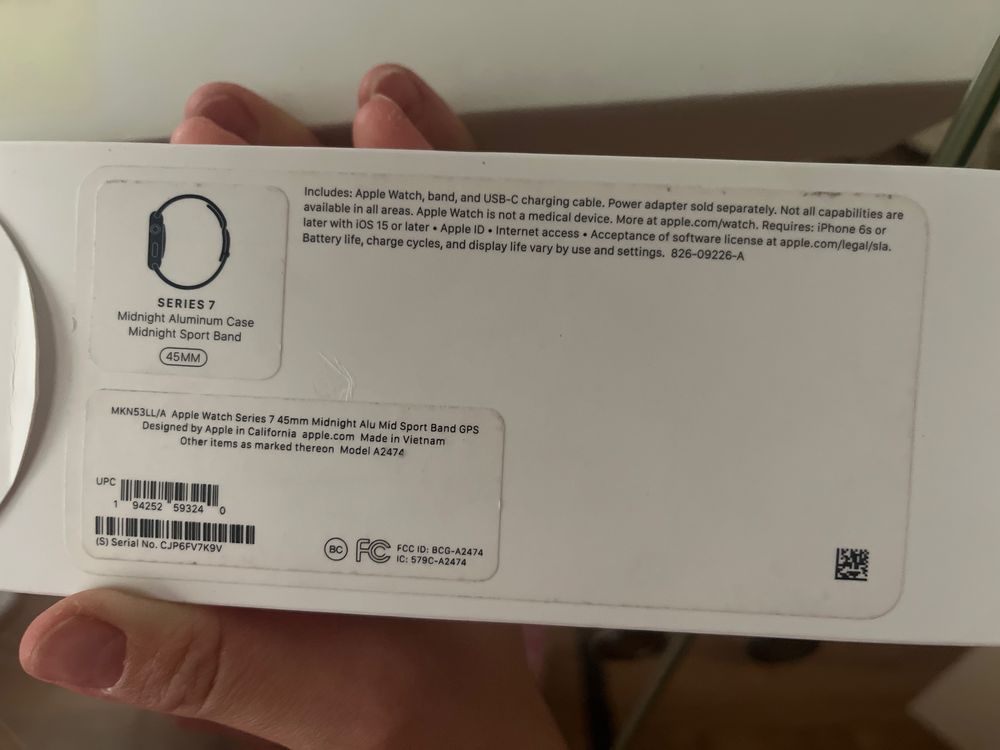 SERIES 7
Midnight Aluminum Case
Midnight Sport Band
45MM
Includes: Apple Watch, band, and USB-C charging cable. Power adapter sold separately. Not all capabilities are
available in all areas. Apple Watch is not a medical device. More at apple.com/watch. Requires: iPhone 6s or
later with iOS 15 or later • Apple ID • Internet access • Acceptance of software license at apple.com/legal/sla.
Battery life, charge cycles, and display life vary by use and settings. 826-09226-A
MKN53LL/A Apple Watch Series 7 45mm Midnight Alu Mid Sport Band GPS
Designed by Apple in California apple.com Made in Vietnam
Other items as marked thereon Model A2474
UPC
1 94252 59324 0
(S) Serial No. CJP6FV7K9V
BC FC FCC ID: BCG-A2474
IC: 579C-A2474